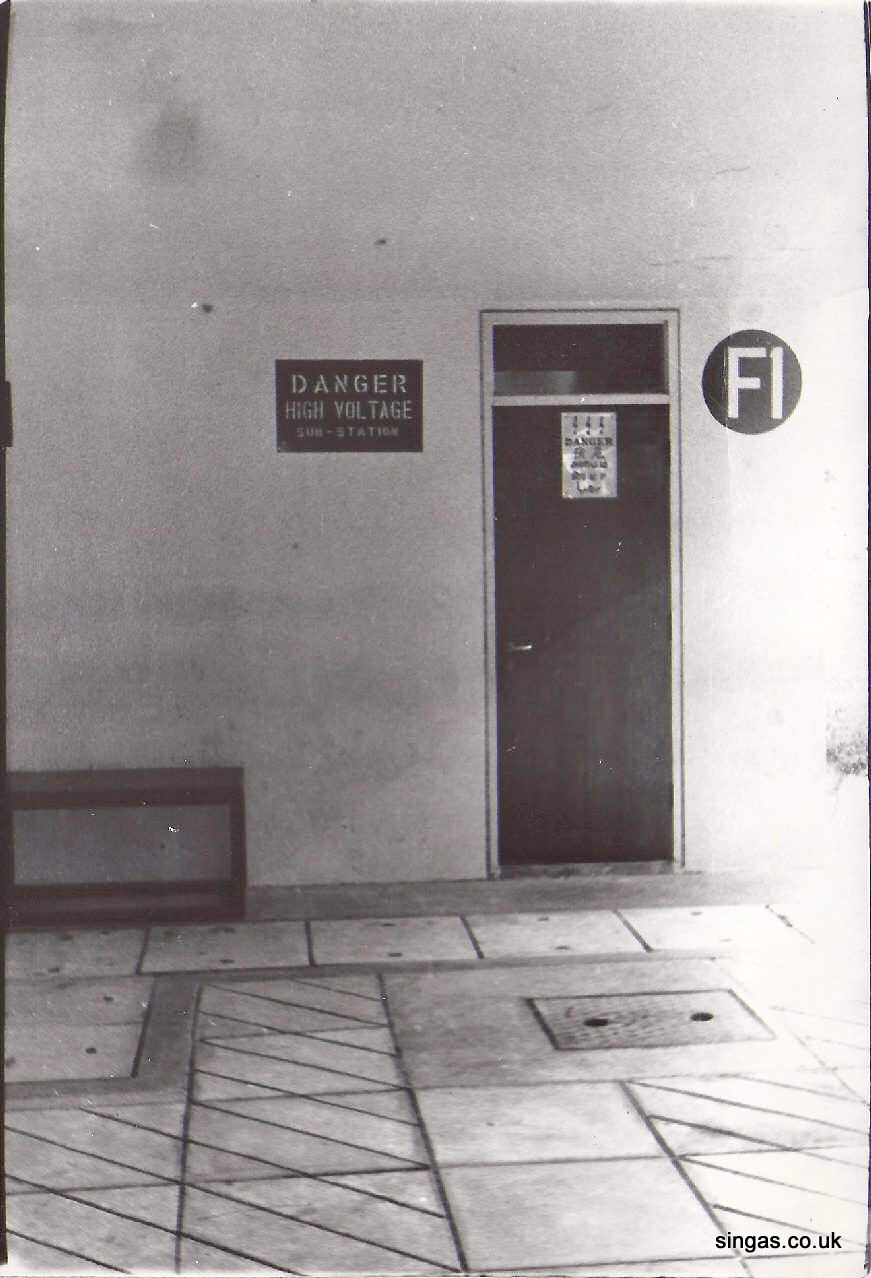 DANGER
HIGH VOLTAGE
SUB-STATION
DANGER
F1
singas.co.uk